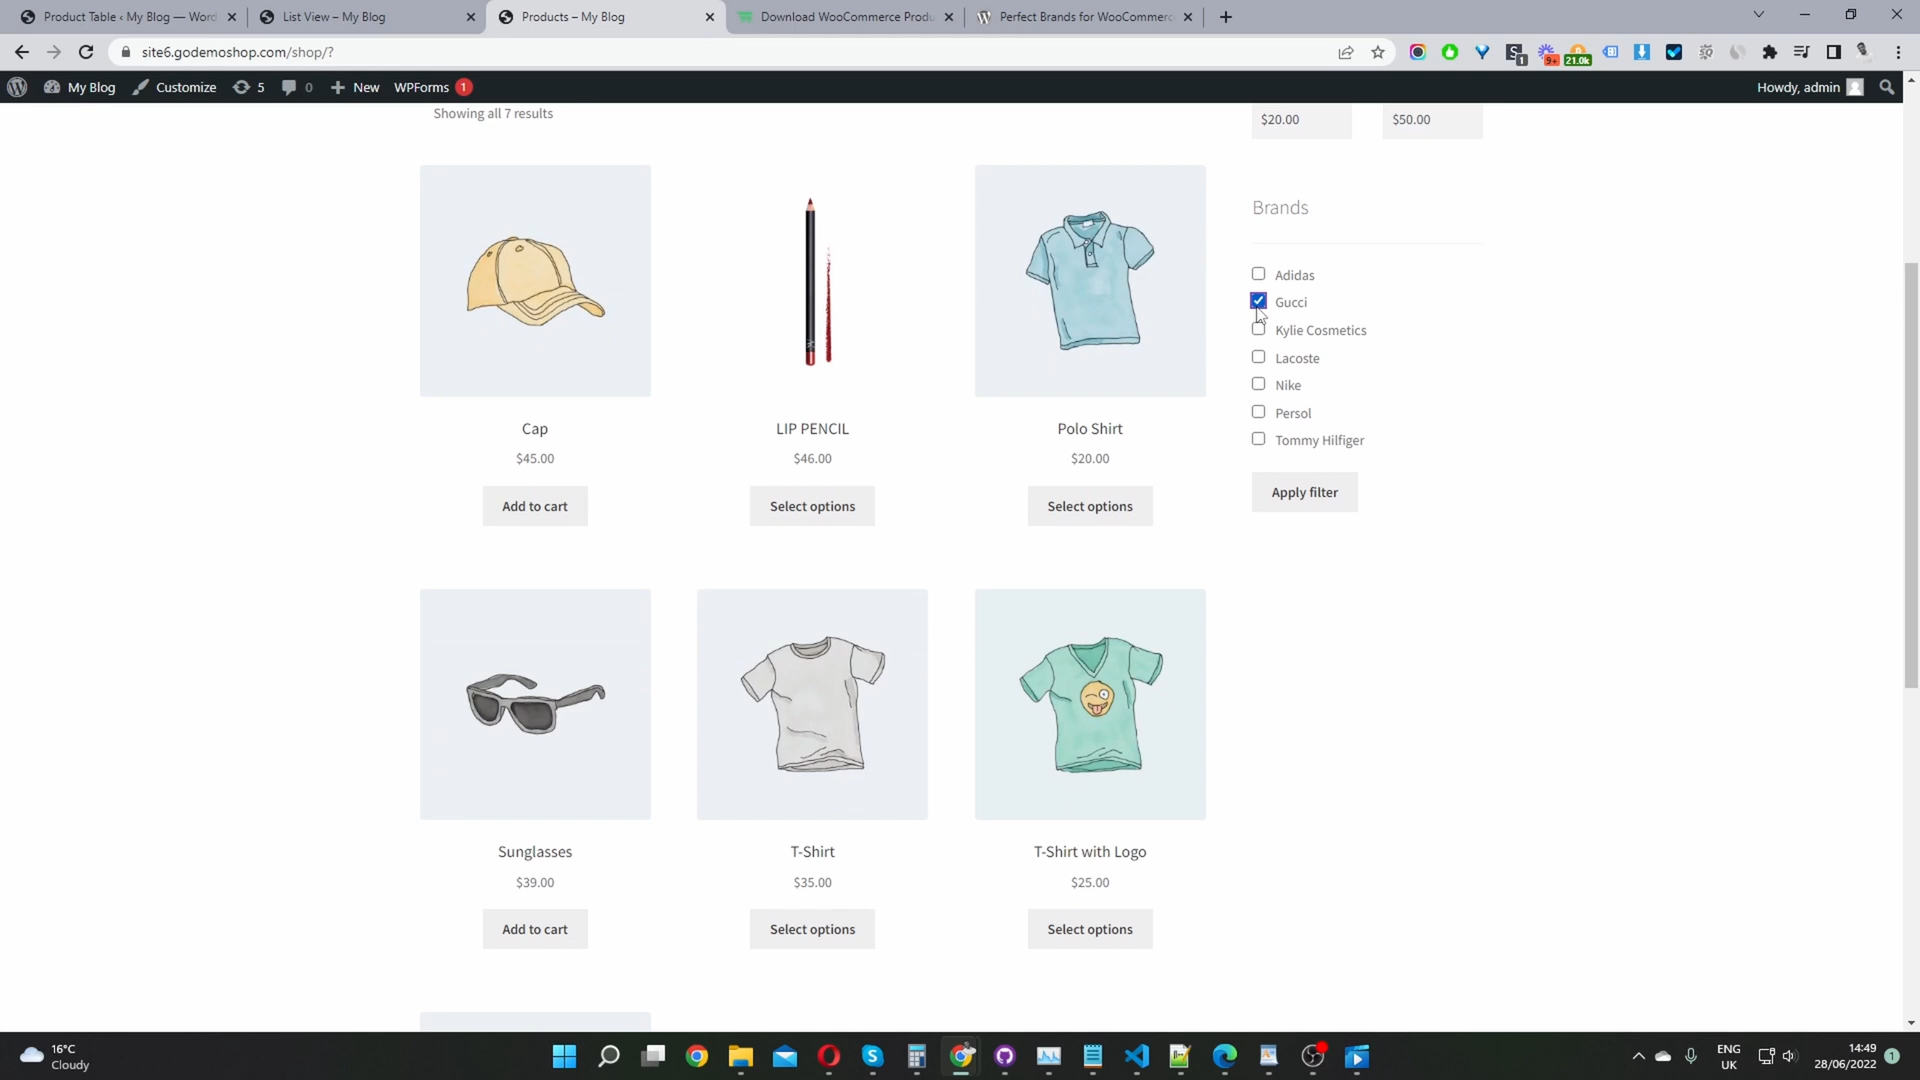 Product Table ‹ My Blog — Word
List View – My Blog
Products – My Blog
Download WooCommerce Produ
Perfect Brands for WooCommerc
site6.godemoshop.com/shop/?
1
9+
21.0k
My Blog
Customize
5
0
New
WPForms
1
Howdy, admin
Showing all 7 results
$20.00
$50.00
Brands
Adidas
Gucci
Kylie Cosmetics
Lacoste
Nike
Persol
Tommy Hilfiger
Apply filter
Cap
LIP PENCIL
Polo Shirt
$45.00
$46.00
$20.00
Add to cart
Select options
Select options
Sunglasses
T-Shirt
T-Shirt with Logo
$39.00
$35.00
$25.00
Add to cart
Select options
Select options
16°C
Cloudy
ENG
UK
14:49
28/06/2022
1